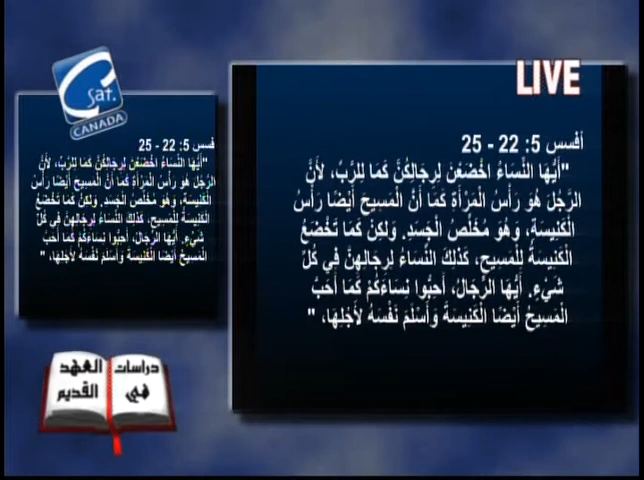 Sat.
CANADA
LIVE
فسس 5: 22 - 25
"أَيُّهَا النِّسَاءُ اخْضَعْنَ لِرِجَالِكُنَّ كَمَا لِلرَّبِّ، لأَنَّ
الرَّجُلَ هُوَ رَأْسُ الْمَرْأَةِ كَمَا أَنَّ الْمَسِيحَ أَيْضًا رَأْسُ
الْكَنِيسَةِ، وَهُوَ مُخَلِّصُ الْجَسَدِ. وَلكِنْ كَمَا تَخْضَعُ
الْكَنِيسَةُ لِلْمَسِيحِ، كَذلِكَ النِّسَاءُ لِرِجَالِهِنَّ فِي كُلِّ
شَيْءٍ. أَيُّهَا الرِّجَالُ، أَحِبُّوا نِسَاءَكُمْ كَمَا أَحَبَّ
الْمَسِيحُ أَيْضًا الْكَنِيسَةَ وَأَسْلَمَ نَفْسَهُ لأَجْلِهَا، "
أفسس 5: 22 - 25
"أَيُّهَا النِّسَاءُ اخْضَعْنَ لِرِجَالِكُنَّ كَمَا لِلرَّبِّ، لأَنَّ
الرَّجُلَ هُوَ رَأْسُ الْمَرْأَةِ كَمَا أَنَّ الْمَسِيحَ أَيْضًا رَأْسُ
الْكَنِيسَةِ، وَهُوَ مُخَلِّصُ الْجَسَدِ. وَلكِنْ كَمَا تَخْضَعُ
الْكَنِيسَةُ لِلْمَسِيحِ، كَذلِكَ النِّسَاءُ لِرِجَالِهِنَّ فِي كُلِّ
شَيْءٍ. أَيُّهَا الرِّجَالُ، أَحِبُّوا نِسَاءَكُمْ كَمَا أَحَبَّ
الْمَسِيحُ أَيْضًا الْكَنِيسَةَ وَأَسْلَمَ نَفْسَهُ لأَجْلِهَا، "
دراسات
في
العهد
القديم